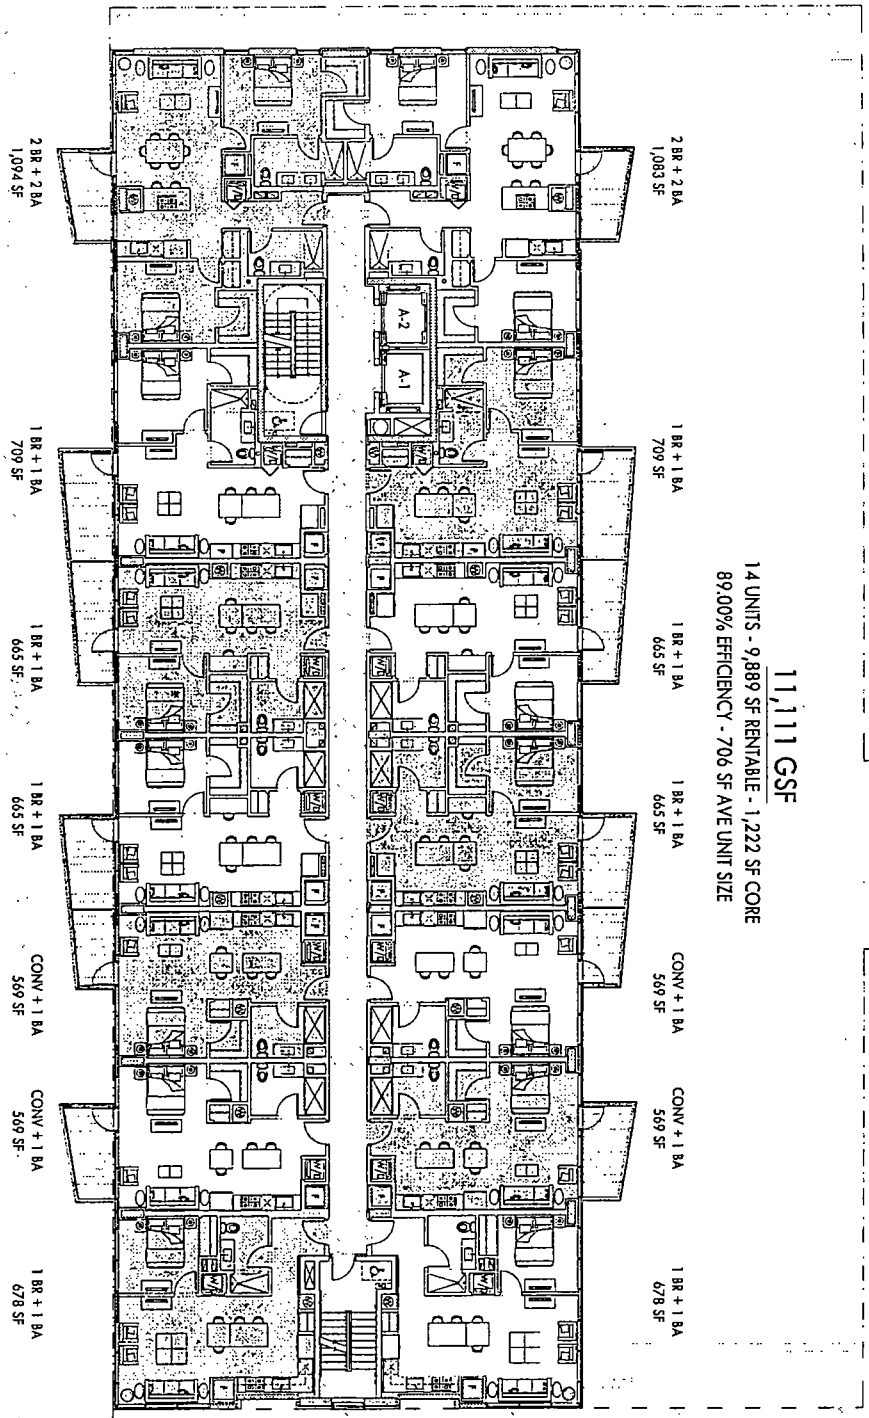 11,111 GSF
14 UNITS - 9,889 SF RENTABLE - 1,222 SF CORE
89.00% EFFICIENCY - 706 SF AVE UNIT SIZE
2 BR + 2 BA
1,083 SF
1 BR + 1 BA
709 SF
1 BR + 1 BA
665 SF
1 BR + 1 BA
665 SF
CONV + 1 BA
569 SF
CONV + 1 BA
569 SF
1 BR + 1 BA
678 SF
A-2
A-1
2 BR + 2 BA
1,094 SF
1 BR + 1 BA
709 SF
1 BR + 1 BA
665 SF
1 BR + 1 BA
665 SF
CONV + 1 BA
569 SF
CONV + 1 BA
569 SF
1 BR + 1 BA
678 SF